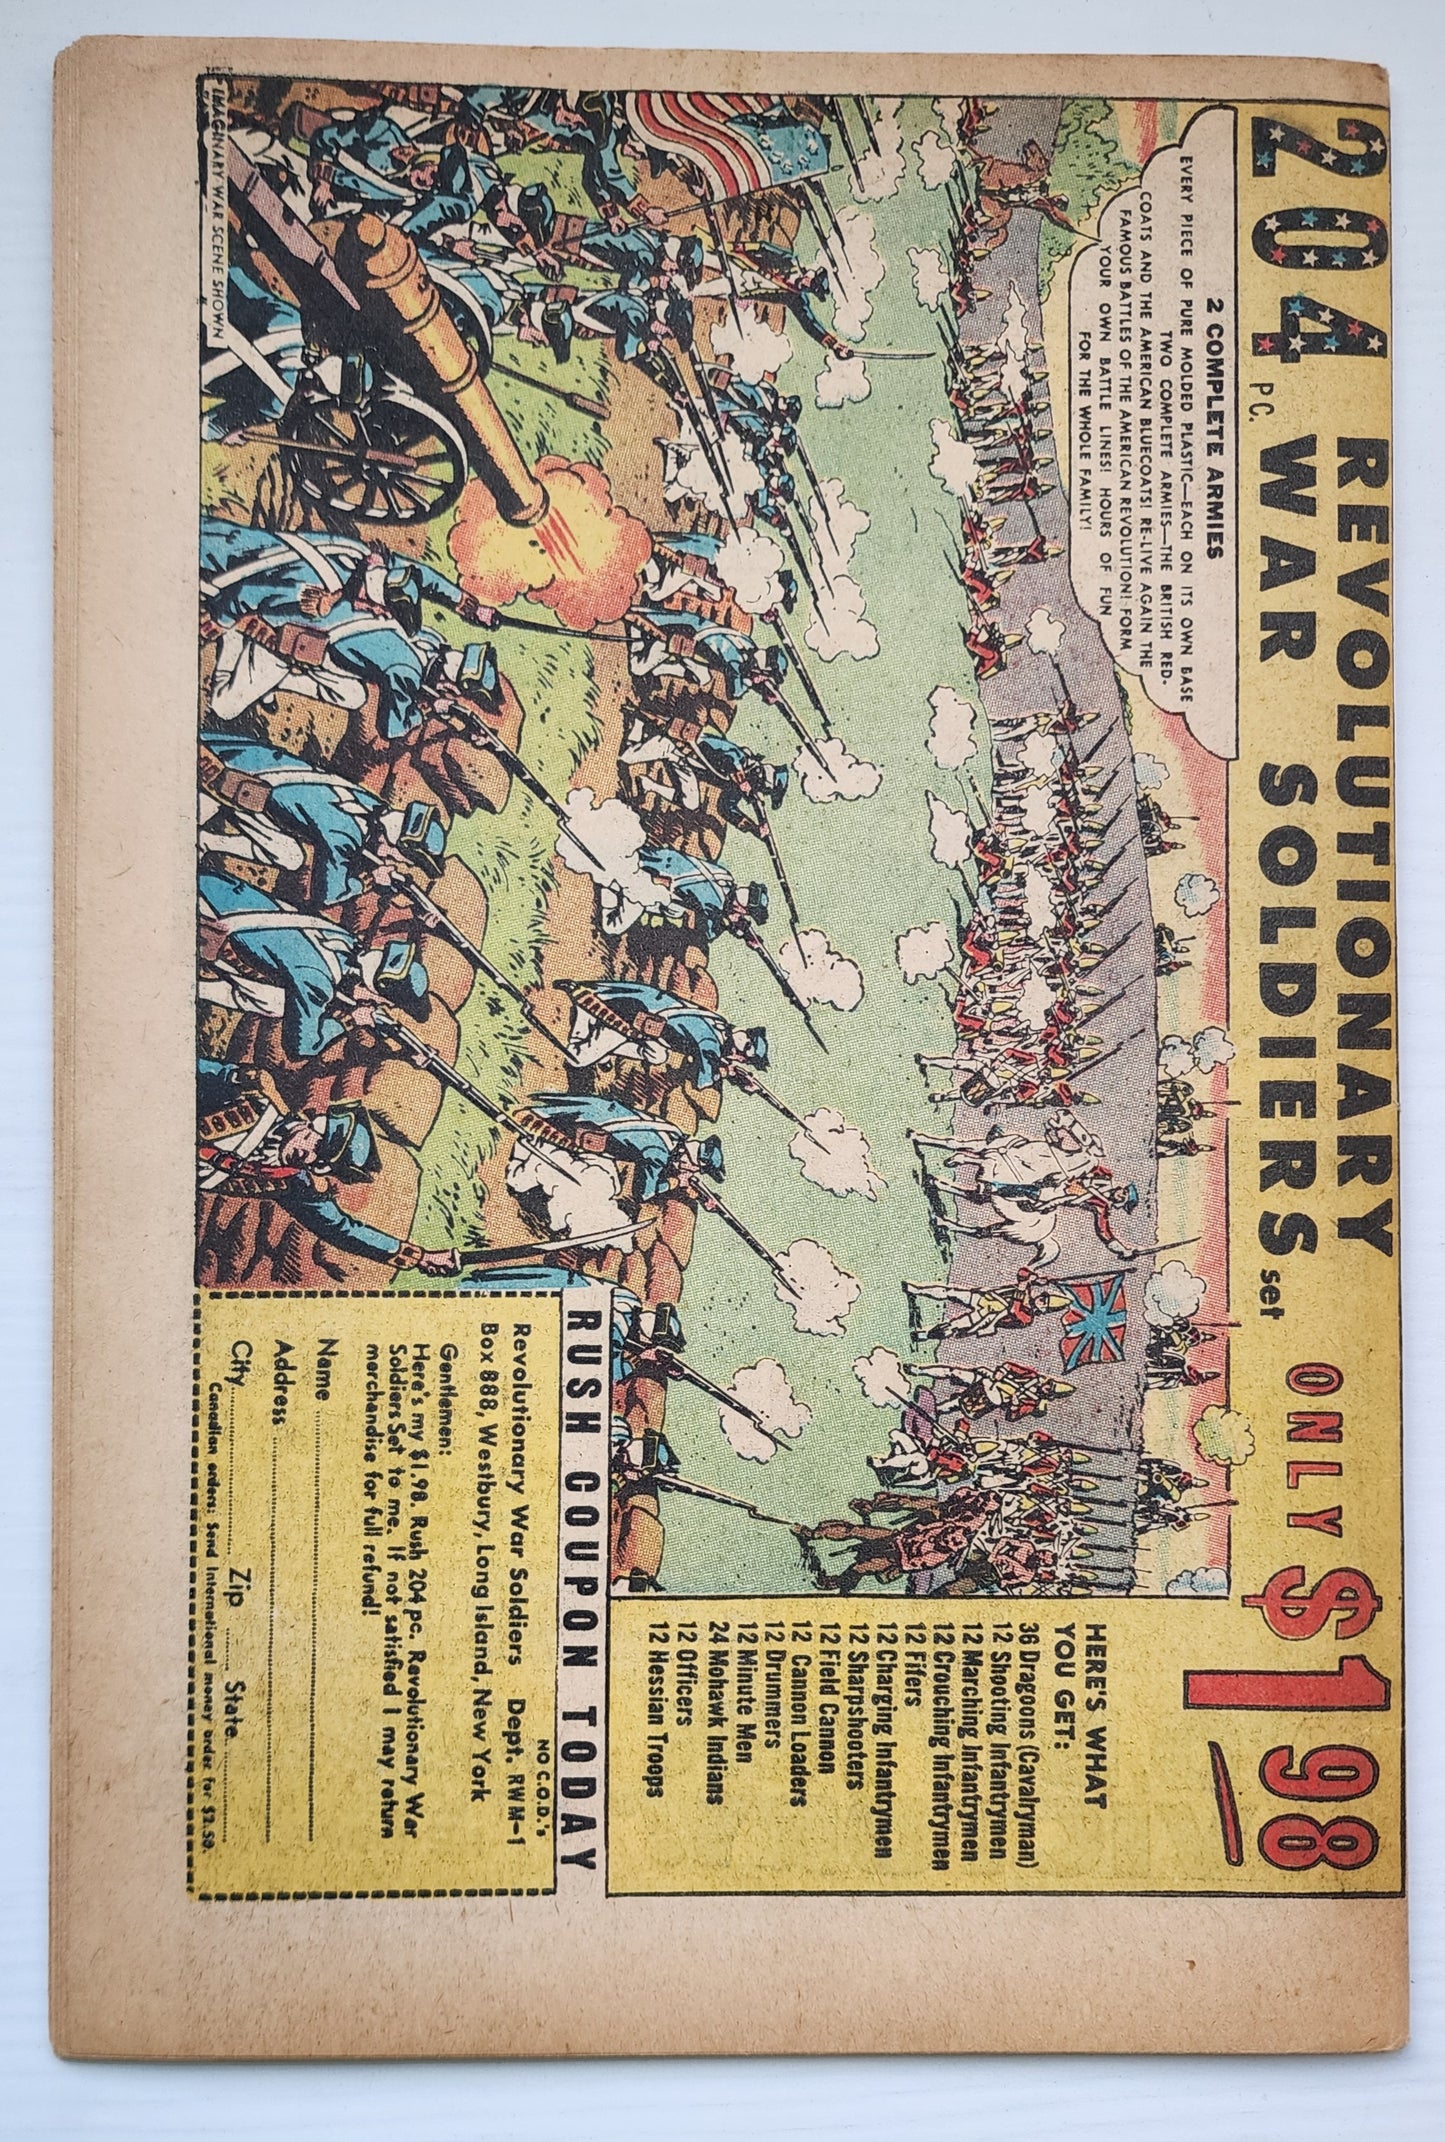 204 PC. REVOLUTIONARY
WAR SOLDIERS set
ONLY $1.98
2 COMPLETE ARMIES
EVERY PIECE OF PURE MOLDED PLASTIC—EACH ON ITS OWN BASE
TWO COMPLETE ARMIES—THE BRITISH RED-
COATS AND THE AMERICAN BLUECOATS! RE-LIVE AGAIN THE
FAMOUS BATTLES OF THE AMERICAN REVOLUTION! FORM
YOUR OWN BATTLE LINES! HOURS OF FUN
FOR THE WHOLE FAMILY!
IMAGINARY WAR SCENE SHOWN
HERE'S WHAT
YOU GET:
36 Dragoons (Cavalryman)
12 Shooting Infantrymen
12 Marching Infantrymen
12 Crouching Infantrymen
12 Fifers
12 Charging Infantrymen
12 Sharpshooters
12 Field Cannon
12 Cannon Loaders
12 Drummers
12 Minute Men
24 Mohawk Indians
12 Officers
12 Hessian Troops
RUSH COUPON TODAY
NO C.O.D.'s
Revolutionary War Soldiers Dept. RWM-1
Box 888, Westbury, Long Island, New York
Gentlemen:
Here's my $1.98. Rush 204 pc. Revolutionary War
Soldiers Set to me. If not satisfied I may return
merchandise for full refund!
Name
Address
City Zip State
Canadian orders: Send International money order for $2.50.